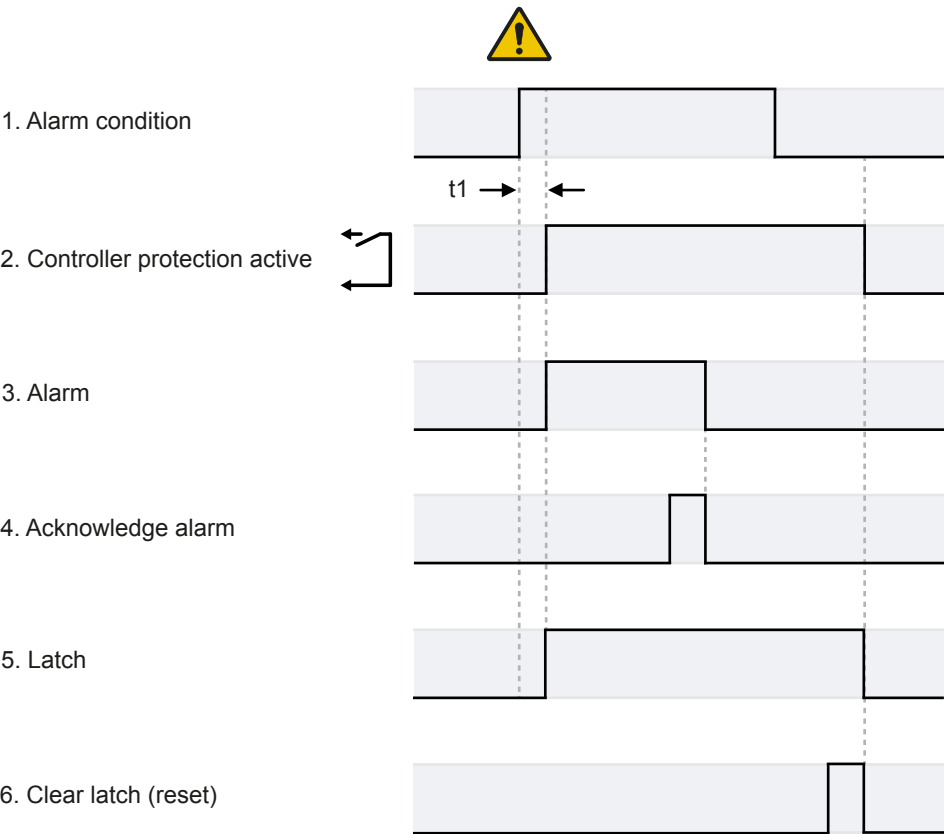 1. Alarm condition
t1
2. Controller protection active
3. Alarm
4. Acknowledge alarm
5. Latch
6. Clear latch (reset)